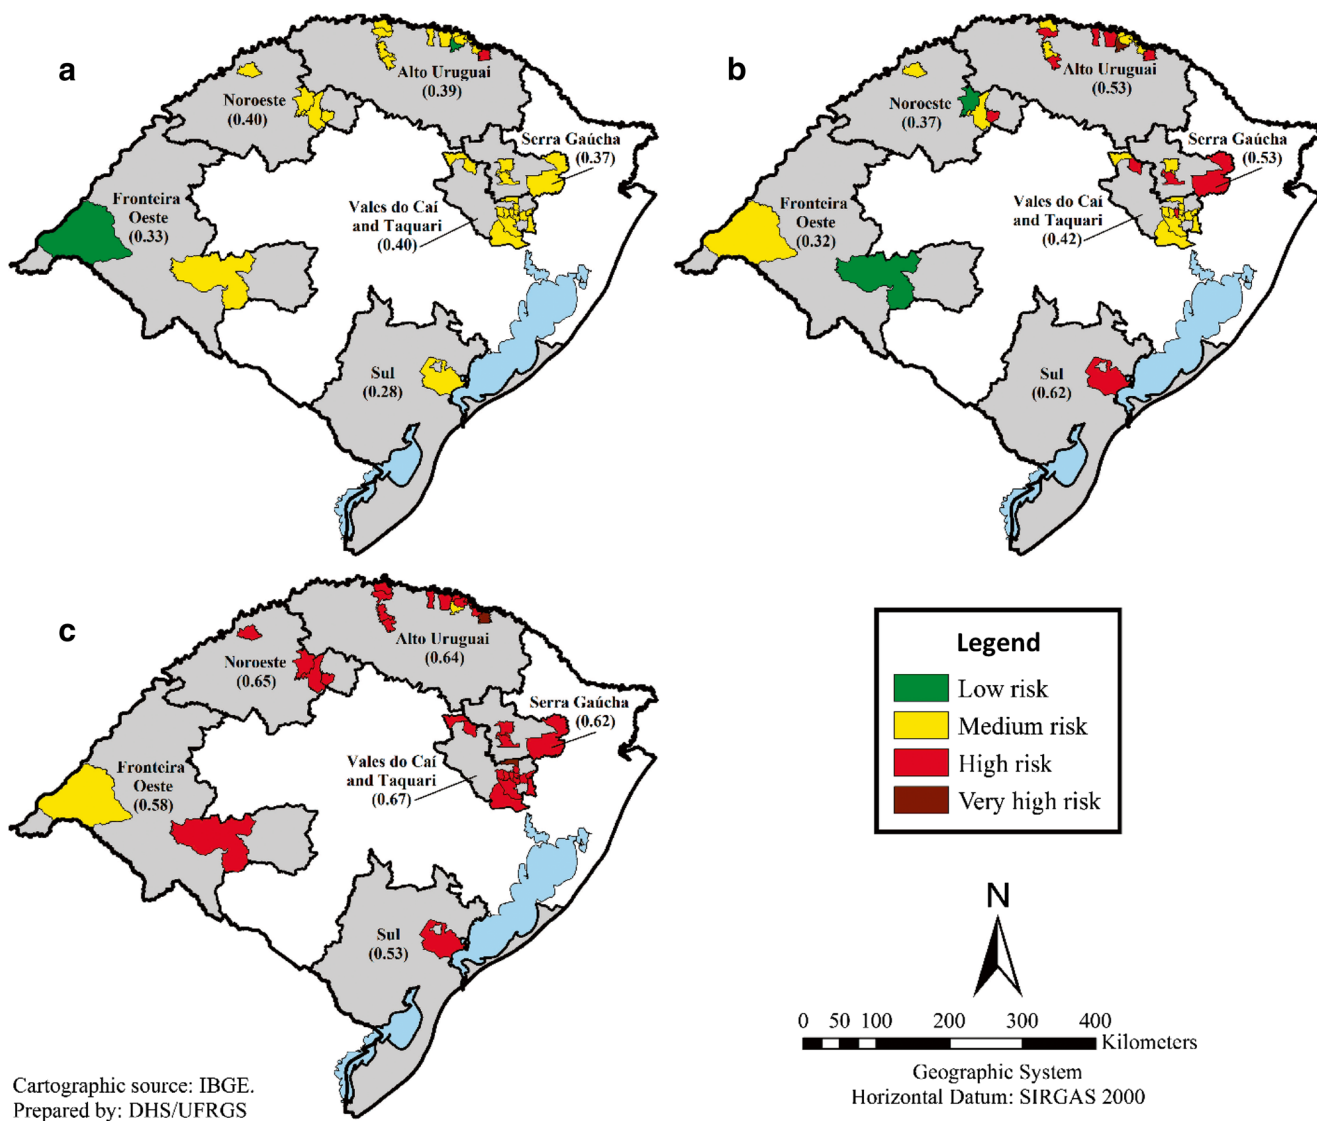 a
Alto Uruguai
(0.39)
Noroeste
(0.40)
Serra Gaúcha
(0.37)
Fronteira
Oeste
(0.33)
Vales do Caí
and Taquari
(0.40)
Sul
(0.28)
b
Alto Uruguai
(0.53)
Noroeste
(0.37)
Serra Gaúcha
(0.53)
Fronteira
Oeste
(0.32)
Vales do Caí
and Taquari
(0.42)
Sul
(0.62)
c
Alto Uruguai
(0.64)
Noroeste
(0.65)
Serra Gaúcha
(0.62)
Fronteira
Oeste
(0.58)
Vales do Caí
and Taquari
(0.67)
Sul
(0.53)
Legend
Low risk
Medium risk
High risk
Very high risk
N
0 50 100 200 300 400
Kilometers
Geographic System
Horizontal Datum: SIRGAS 2000
Cartographic source: IBGE.
Prepared by: DHS/UFRGS